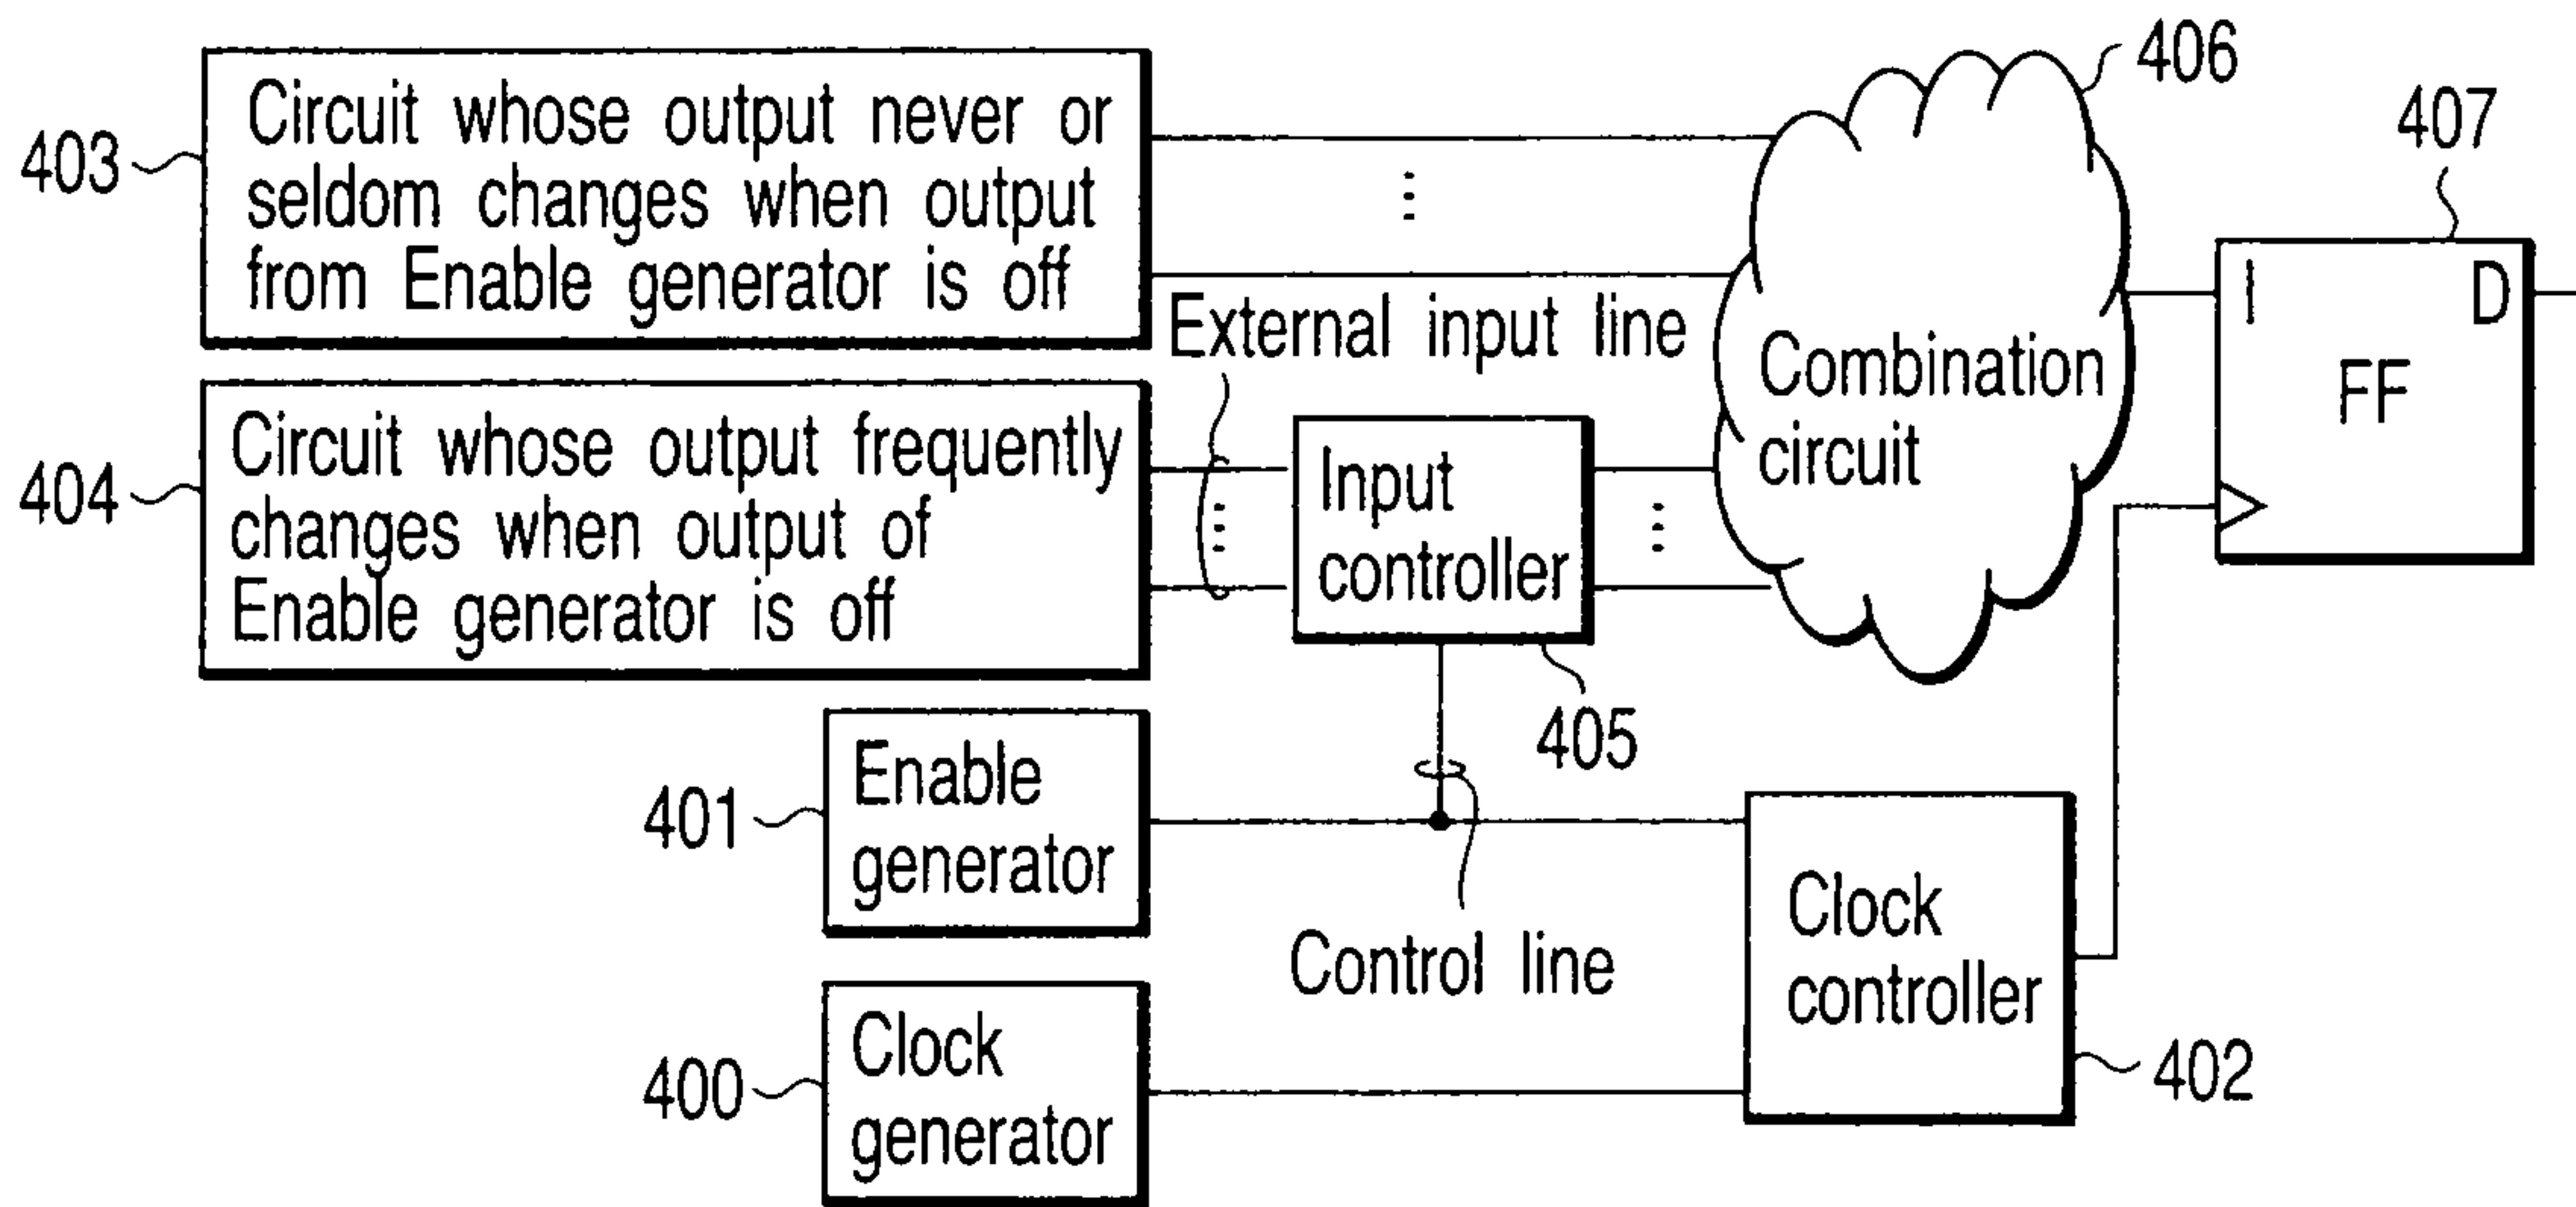 406
407
403
Circuit whose output never or
seldom changes when output
from Enable generator is off
I D
FF
External input line
Combination
circuit
404
Circuit whose output frequently
changes when output of
Enable generator is off
Input
controller
405
401
Enable
generator
Control line
Clock
controller
402
400
Clock
generator